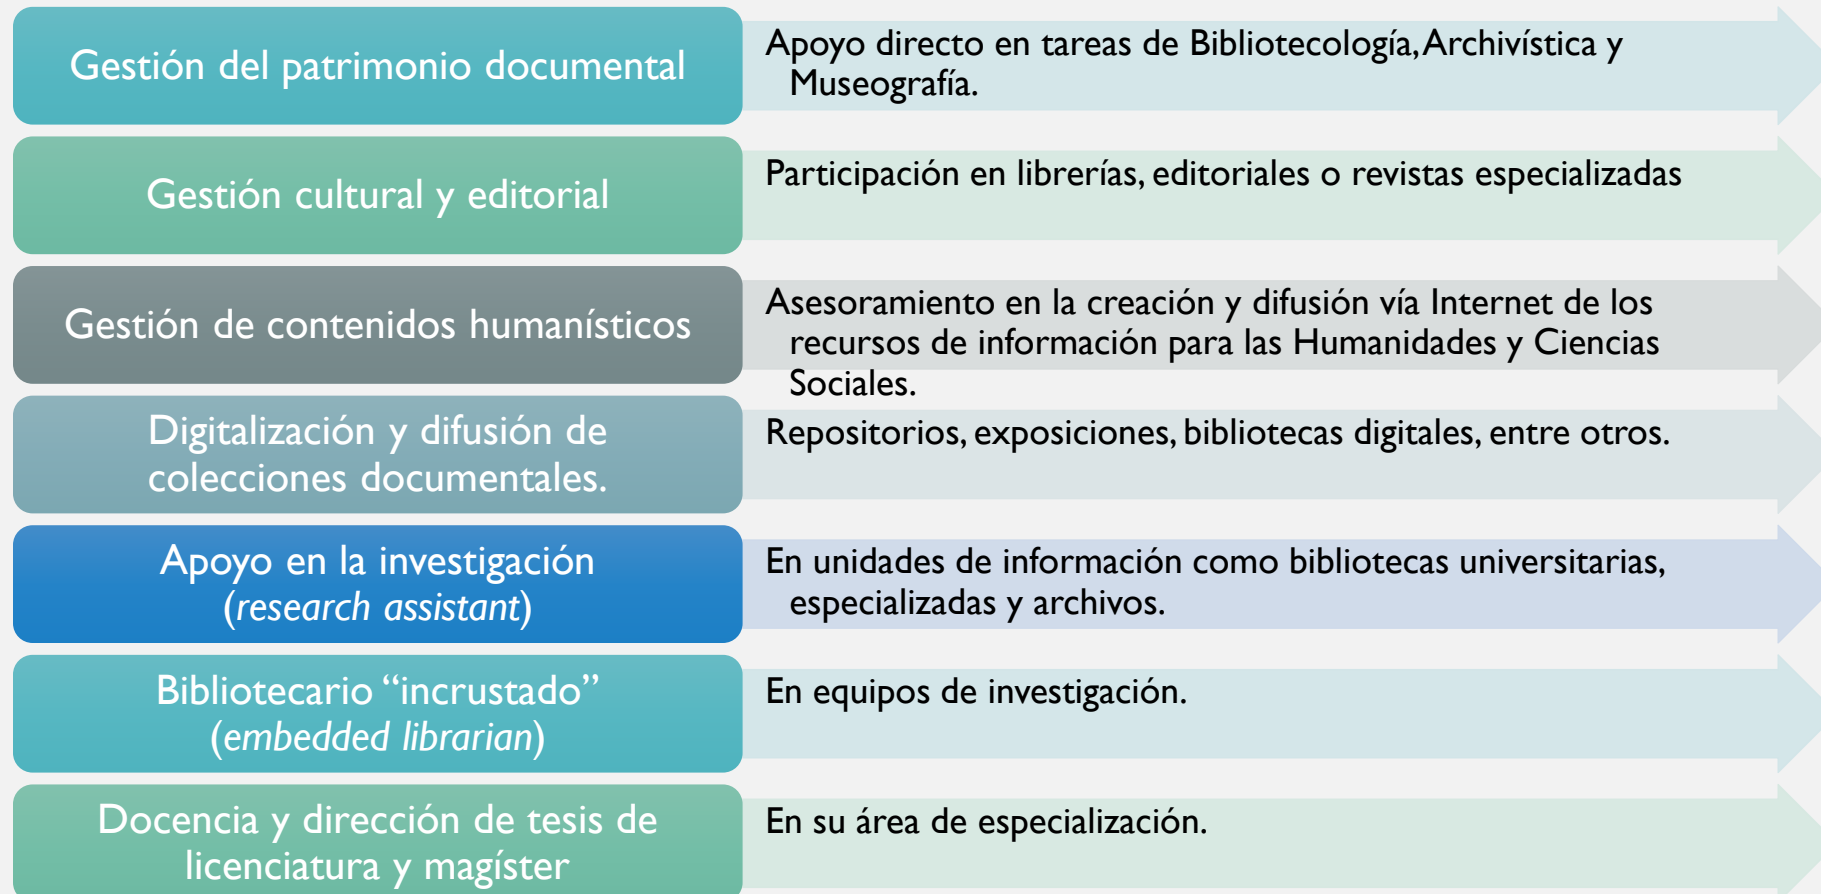 Gestión del patrimonio documental
Apoyo directo en tareas de Bibliotecología, Archivística y
Museografía.
Gestión cultural y editorial
Participación en librerías, editoriales o revistas especializadas
Gestión de contenidos humanísticos
Asesoramiento en la creación y difusión vía Internet de los
recursos de información para las Humanidades y Ciencias
Sociales.
Digitalización y difusión de
colecciones documentales.
Repositorios, exposiciones, bibliotecas digitales, entre otros.
Apoyo en la investigación
(research assistant)
En unidades de información como bibliotecas universitarias,
especializadas y archivos.
Bibliotecario “incrustado”
(embedded librarian)
En equipos de investigación.
Docencia y dirección de tesis de
licenciatura y magíster
En su área de especialización.